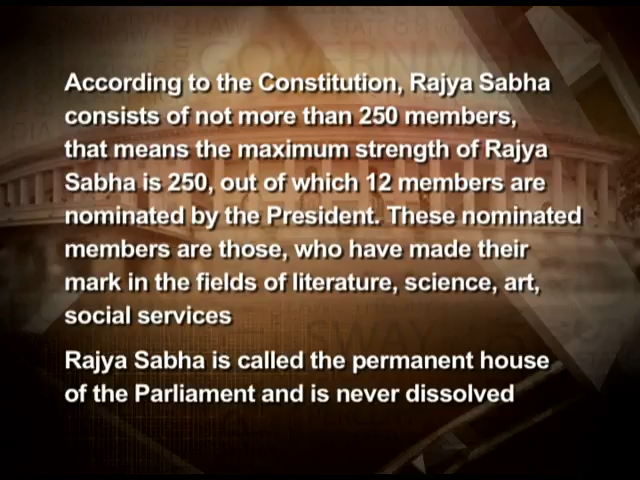 According to the Constitution, Rajya Sabha
consists of not more than 250 members,
that means the maximum strength of Rajya
Sabha is 250, out of which 12 members are
nominated by the President. These nominated
members are those, who have made their
mark in the fields of literature, science, art,
social services
Rajya Sabha is called the permanent house
of the Parliament and is never dissolved
GOVERNMENT
SWAY